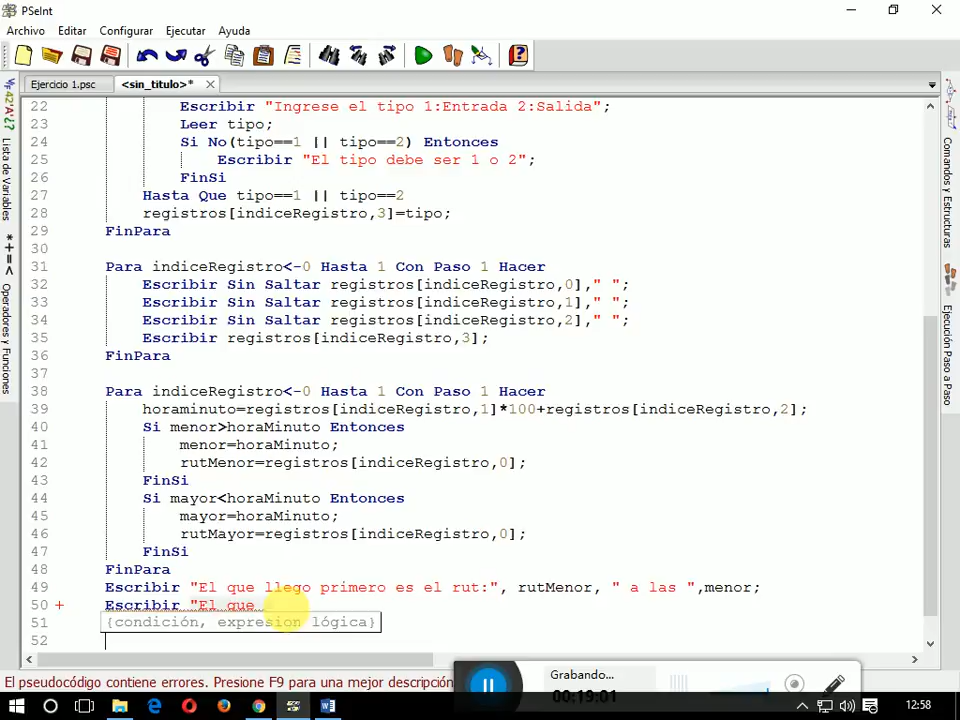 PSeInt
Archivo Editar Configurar Ejecutar Ayuda
Ejercicio 1.psc <sin_titulo>*
22 Escribir "Ingrese el tipo 1:Entrada 2:Salida";
23 Leer tipo;
24 Si No(tipo==1 || tipo==2) Entonces
25 Escribir "El tipo debe ser 1 o 2";
26 FinSi
27 Hasta Que tipo==1 || tipo==2
28 registros[indiceRegistro,3]=tipo;
29 FinPara
30
31 Para indiceRegistro<-0 Hasta 1 Con Paso 1 Hacer
32 Escribir Sin Saltar registros[indiceRegistro,0]," ";
33 Escribir Sin Saltar registros[indiceRegistro,1]," ";
34 Escribir Sin Saltar registros[indiceRegistro,2]," ";
35 Escribir registros[indiceRegistro,3];
36 FinPara
37
38 Para indiceRegistro<-0 Hasta 1 Con Paso 1 Hacer
39 horaminuto=registros[indiceRegistro,1]*100+registros[indiceRegistro,2];
40 Si menor>horaMinuto Entonces
41 menor=horaMinuto;
42 rutMenor=registros[indiceRegistro,0];
43 FinSi
44 Si mayor<horaMinuto Entonces
45 mayor=horaMinuto;
46 rutMayor=registros[indiceRegistro,0];
47 FinSi
48 FinPara
49 Escribir "El que llego primero es el rut:", rutMenor, " a las ",menor;
50 + Escribir "El que
51 {condición, expresion lógica}
52
Lista de Variables
*+=< Operadores y Funciones
Comandos y Estructuras
Ejecución Paso a Paso
El pseudocódigo contiene errores. Presione F9 para una mejor descripción
Grabando...
00:19:01
12:58